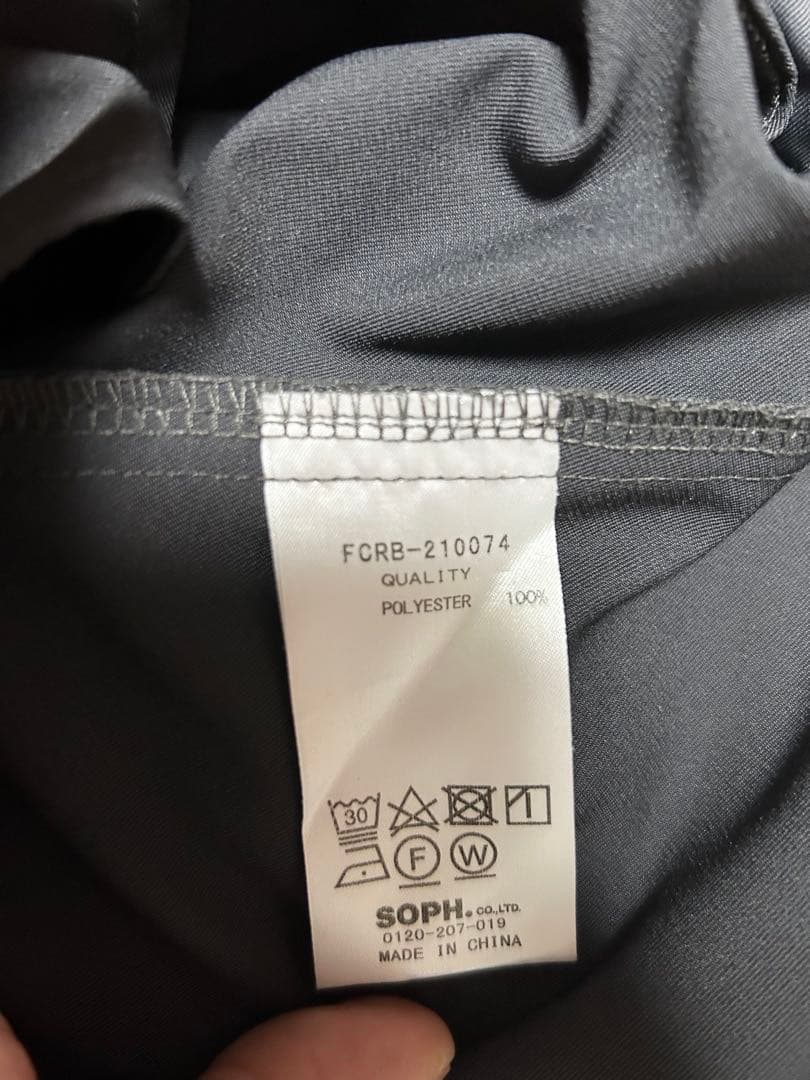 FCRB-210074
QUALITY
POLYESTER 100%
30
F W
SOPH. CO.,LTD.
0120-207-019
MADE IN CHINA